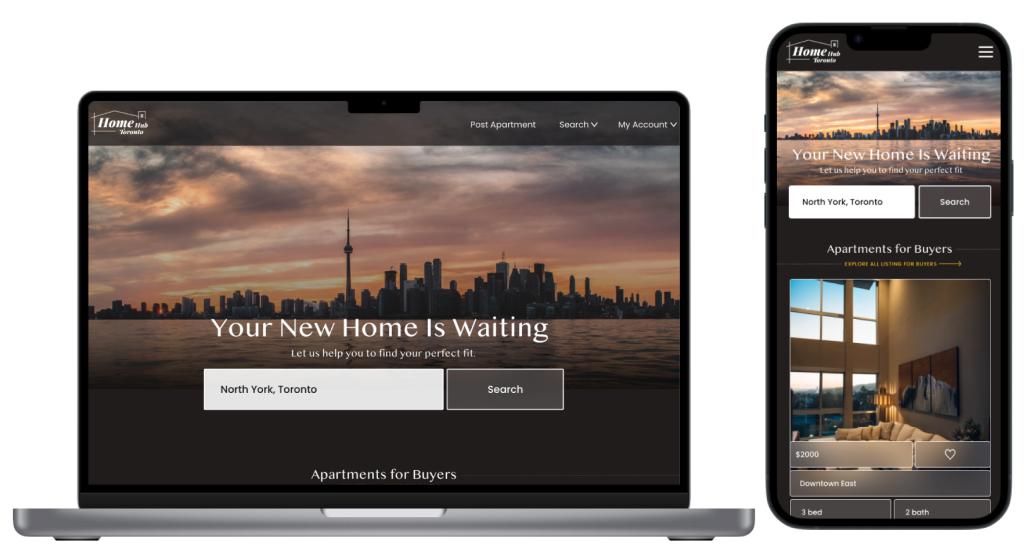 Home Hub
Toronto
Post Apartment
Search
My Account
Your New Home Is Waiting
Let us help you to find your perfect fit.
North York, Toronto
Search
Apartments for Buyers
Home Hub
Toronto
Your New Home Is Waiting
Let us help you to find your perfect fit
North York, Toronto
Search
Apartments for Buyers
EXPLORE ALL LISTING FOR BUYERS
$2000
Downtown East
3 bed
2 bath